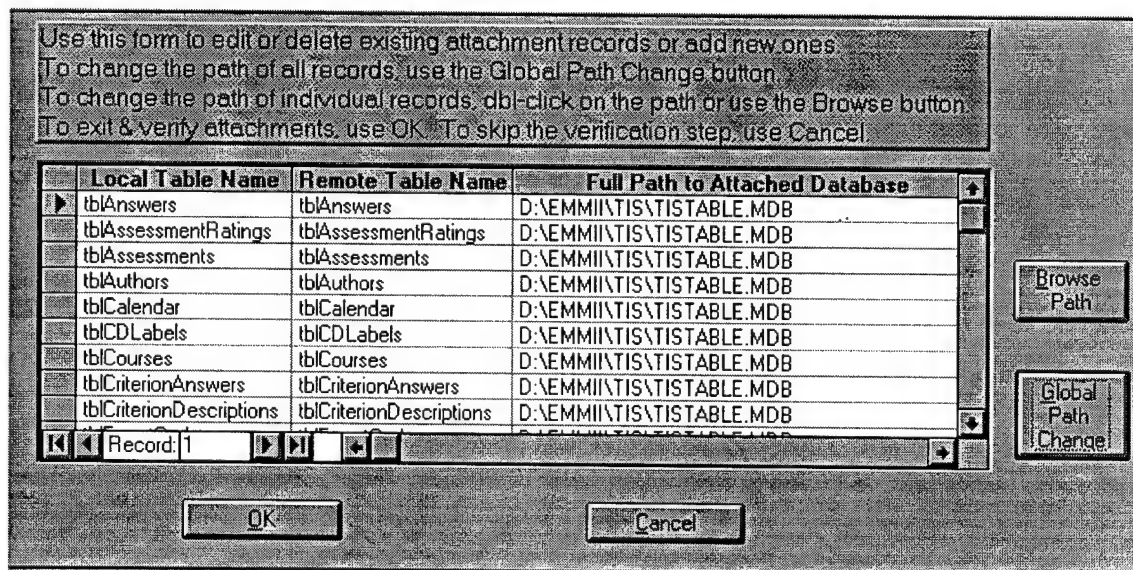 Use this form to edit or delete existing attachment records or add new ones.
To change the path of all records, use the Global Path Change button.
To change the path of individual records, dbl-click on the path or use the Browse button.
To exit & verify attachments, use OK. To skip the verification step, use Cancel.
Local Table Name Remote Table Name Full Path to Attached Database
tblAnswers tblAnswers D:\EMMII\TIS\TISTABLE.MDB
tblAssessmentRatings tblAssessmentRatings D:\EMMII\TIS\TISTABLE.MDB
tblAssessments tblAssessments D:\EMMII\TIS\TISTABLE.MDB
tblAuthors tblAuthors D:\EMMII\TIS\TISTABLE.MDB
tblCalendar tblCalendar D:\EMMII\TIS\TISTABLE.MDB
tblCDLabels tblCDLabels D:\EMMII\TIS\TISTABLE.MDB
tblCourses tblCourses D:\EMMII\TIS\TISTABLE.MDB
tblCriterionAnswers tblCriterionAnswers D:\EMMII\TIS\TISTABLE.MDB
tblCriterionDescriptions tblCriterionDescriptions D:\EMMII\TIS\TISTABLE.MDB
Record: 1
Browse
Path
Global
Path
Change
OK Cancel